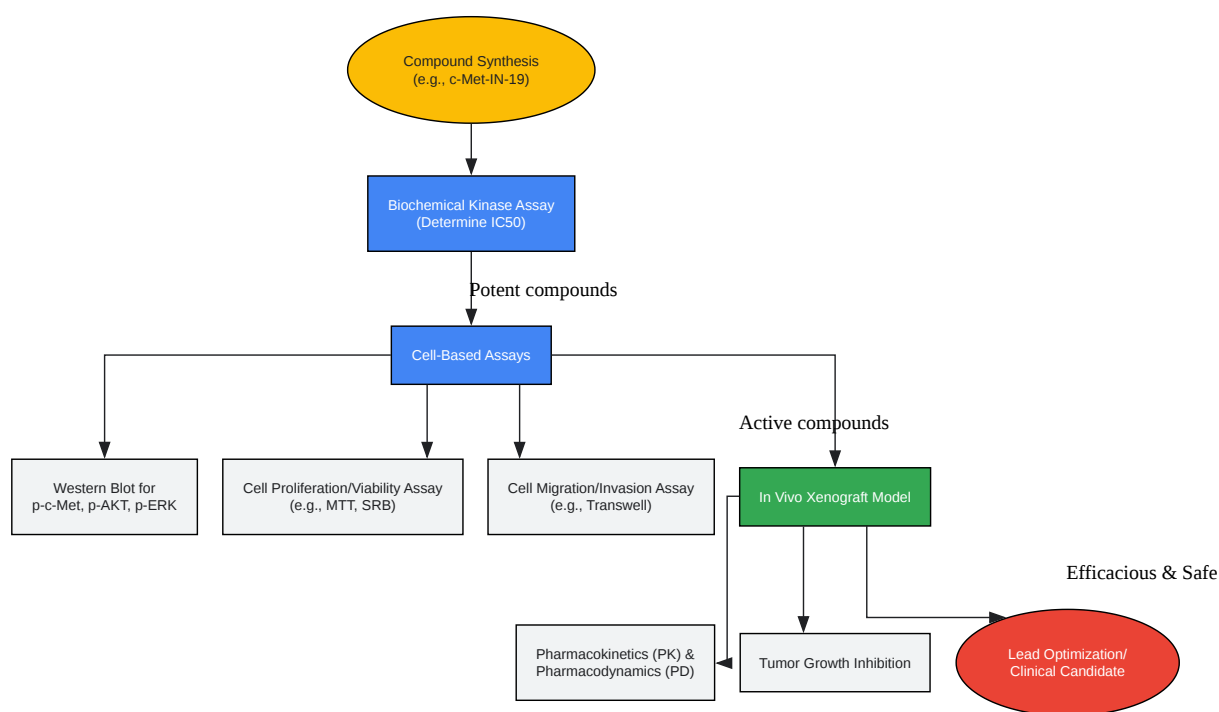 Compound Synthesis
(e.g., c-Met-IN-19)
Biochemical Kinase Assay
(Determine IC50)
Potent compounds
Cell-Based Assays
Active compounds
Western Blot for
p-c-Met, p-AKT, p-ERK
Cell Proliferation/Viability Assay
(e.g., MTT, SRB)
Cell Migration/Invasion Assay
(e.g., Transwell)
In Vivo Xenograft Model
Efficacious & Safe
Pharmacokinetics (PK) &
Pharmacodynamics (PD)
Tumor Growth Inhibition
Lead Optimization/
Clinical Candidate